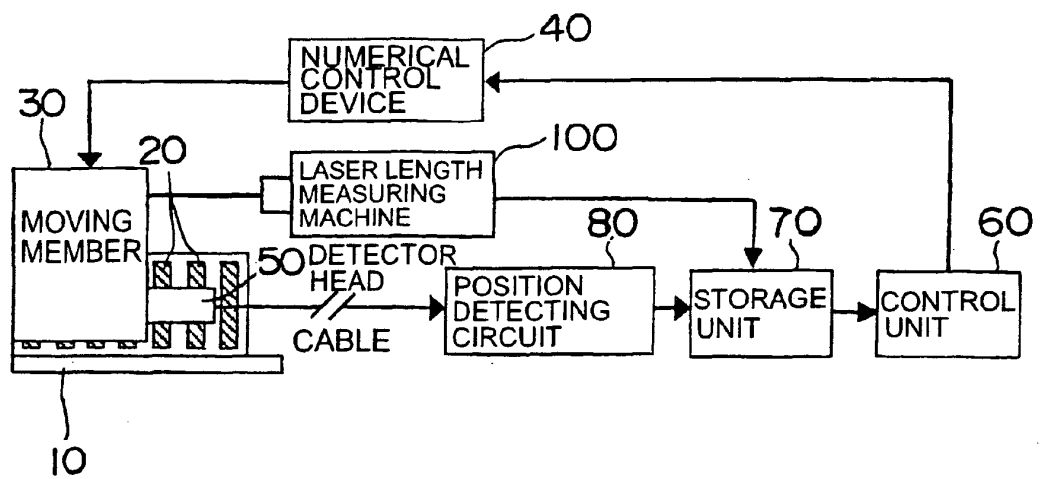 40
NUMERICAL
CONTROL
DEVICE
30
20
100
LASER LENGTH
MEASURING
MACHINE
MOVING
MEMBER
50
DETECTOR
HEAD
CABLE
80
POSITION
DETECTING
CIRCUIT
70
STORAGE
UNIT
60
CONTROL
UNIT
10